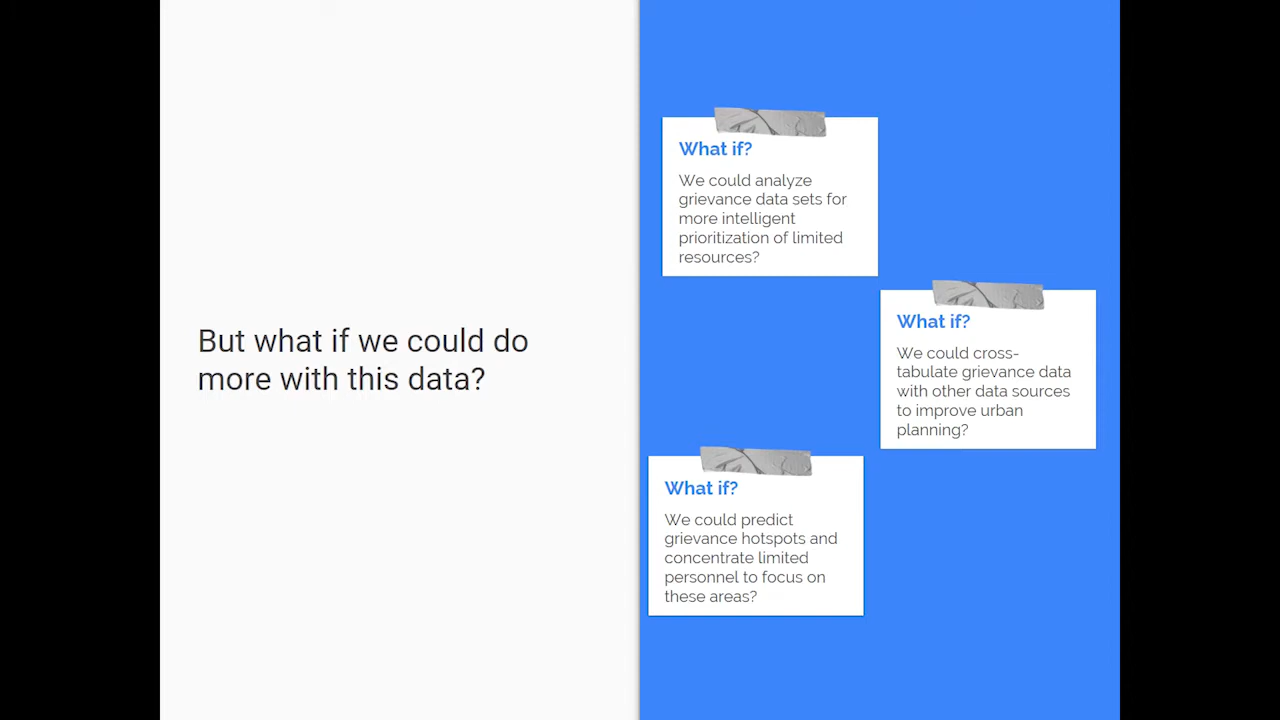 But what if we could do
more with this data?
What if?
We could analyze
grievance data sets for
more intelligent
prioritization of limited
resources?
What if?
We could cross-
tabulate grievance data
with other data sources
to improve urban
planning?
What if?
We could predict
grievance hotspots and
concentrate limited
personnel to focus on
these areas?